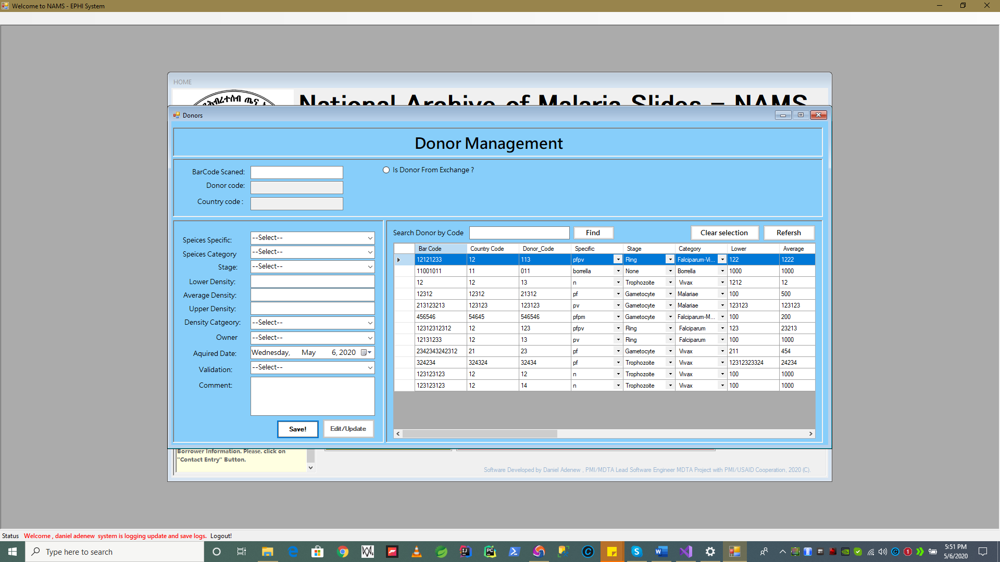 Welcome to NAMS - EPHI System
HOME
National Archive of Malaria Slides – NAMS
Donors
Donor Management
BarCode Scaned:
Is Donor From Exchange ?
Donor code:
Country code :
Speices Specific: --Select--
Speices Category --Select--
Stage: --Select--
Lower Density:
Average Density:
Upper Density:
Density Catgeory: --Select--
Owner --Select--
Aquired Date: Wednesday, May 6, 2020
Validation: --Select--
Comment:
Save! Edit/Update
Search Donor by Code Find Clear selection Refersh
Bar Code Country Code Donor_Code Specific Stage Category Lower Average
12121233 12 113 pfpv Ring Falciparum-Vi... 122 1222
11001011 11 011 borrella None Borrella 1000 1000
12 12 13 n Trophozoite Vivax 1212 12
12312 12312 21312 pf Gametocyte Malariae 100 500
213123213 123123 123123 pv Gametocyte Malariae 123123 123123
456546 54645 546546 pfpm Gametocyte Falciparum-M... 100 200
12312312312 12 123 pfpv Ring Falciparum 123 23213
12131233 12 13 pv Ring Falciparum 100 1000
2342343242312 21 23 pf Gametocyte Vivax 211 454
324234 324324 32434 pf Trophozoite Vivax 12312323324 24234
123123123 12 12 n Trophozoite Vivax 100 1000
123123123 12 14 n Trophozoite Vivax 100 1000
Borrower Information. Please. click on
"Contact Entry" Button.
Software Developed by Daniel Adenew , PMI/MDTA Lead Software Engineer MDTA Project with PMI/USAID Cooperation, 2020 (C).
Status Welcome , daniel adenew system is logging update and save logs. Logout!
Type here to search
5:51 PM
5/6/2020